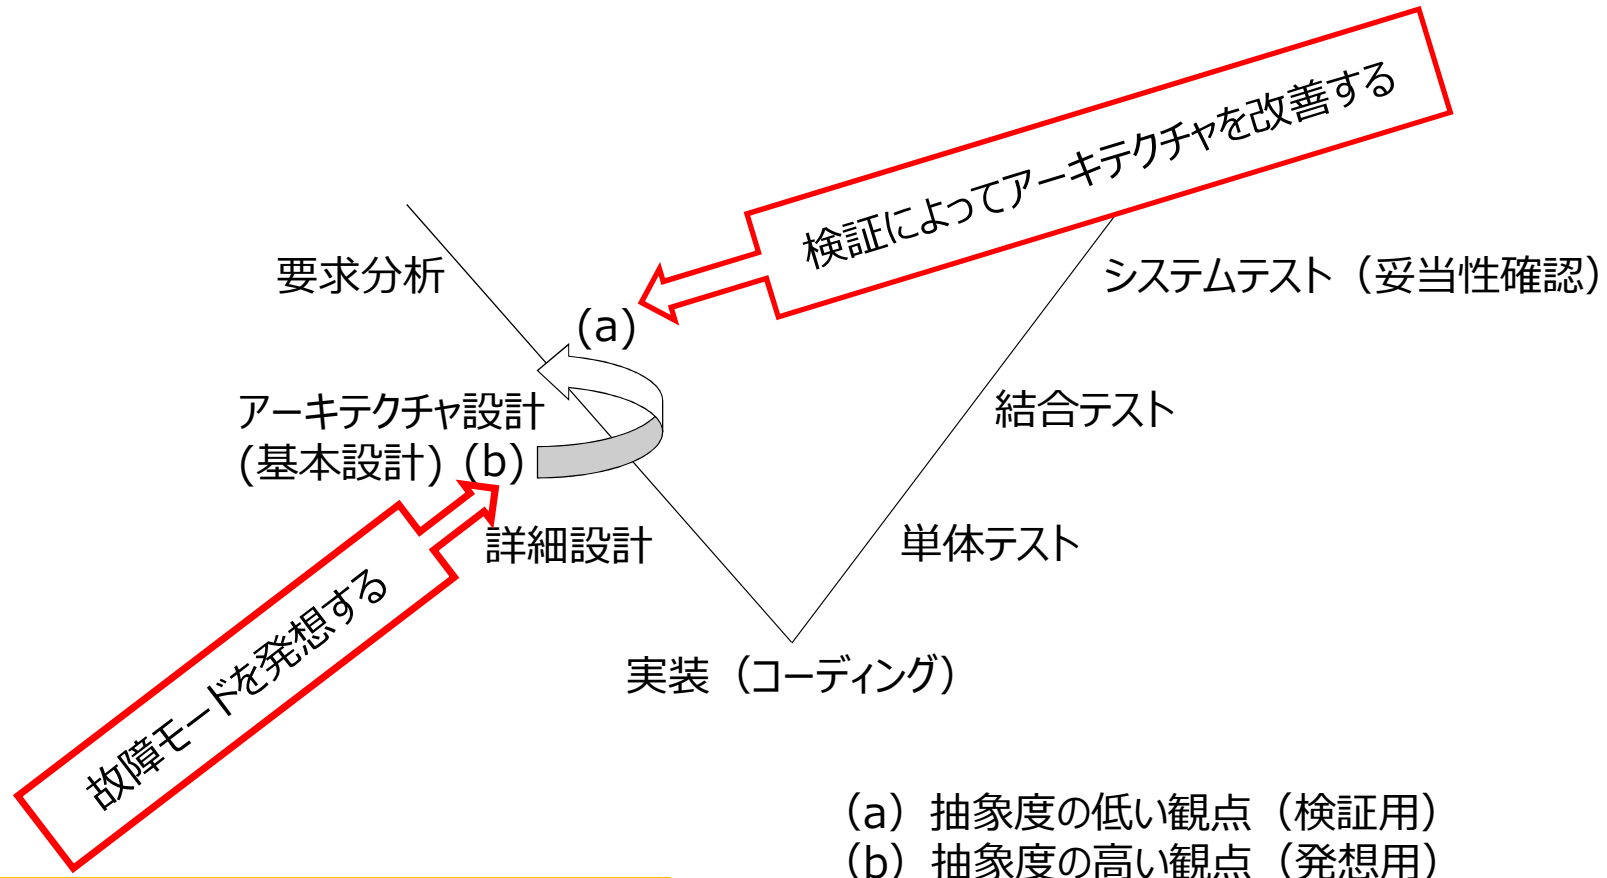 検証によってアーキテクチャを改善する
要求分析
システムテスト（妥当性確認）
(a)
アーキテクチャ設計
結合テスト
(基本設計) (b)
詳細設計
単体テスト
故障モードを発想する
実装（コーディング）
（a）抽象度の低い観点（検証用）
（b）抽象度の高い観点（発想用）